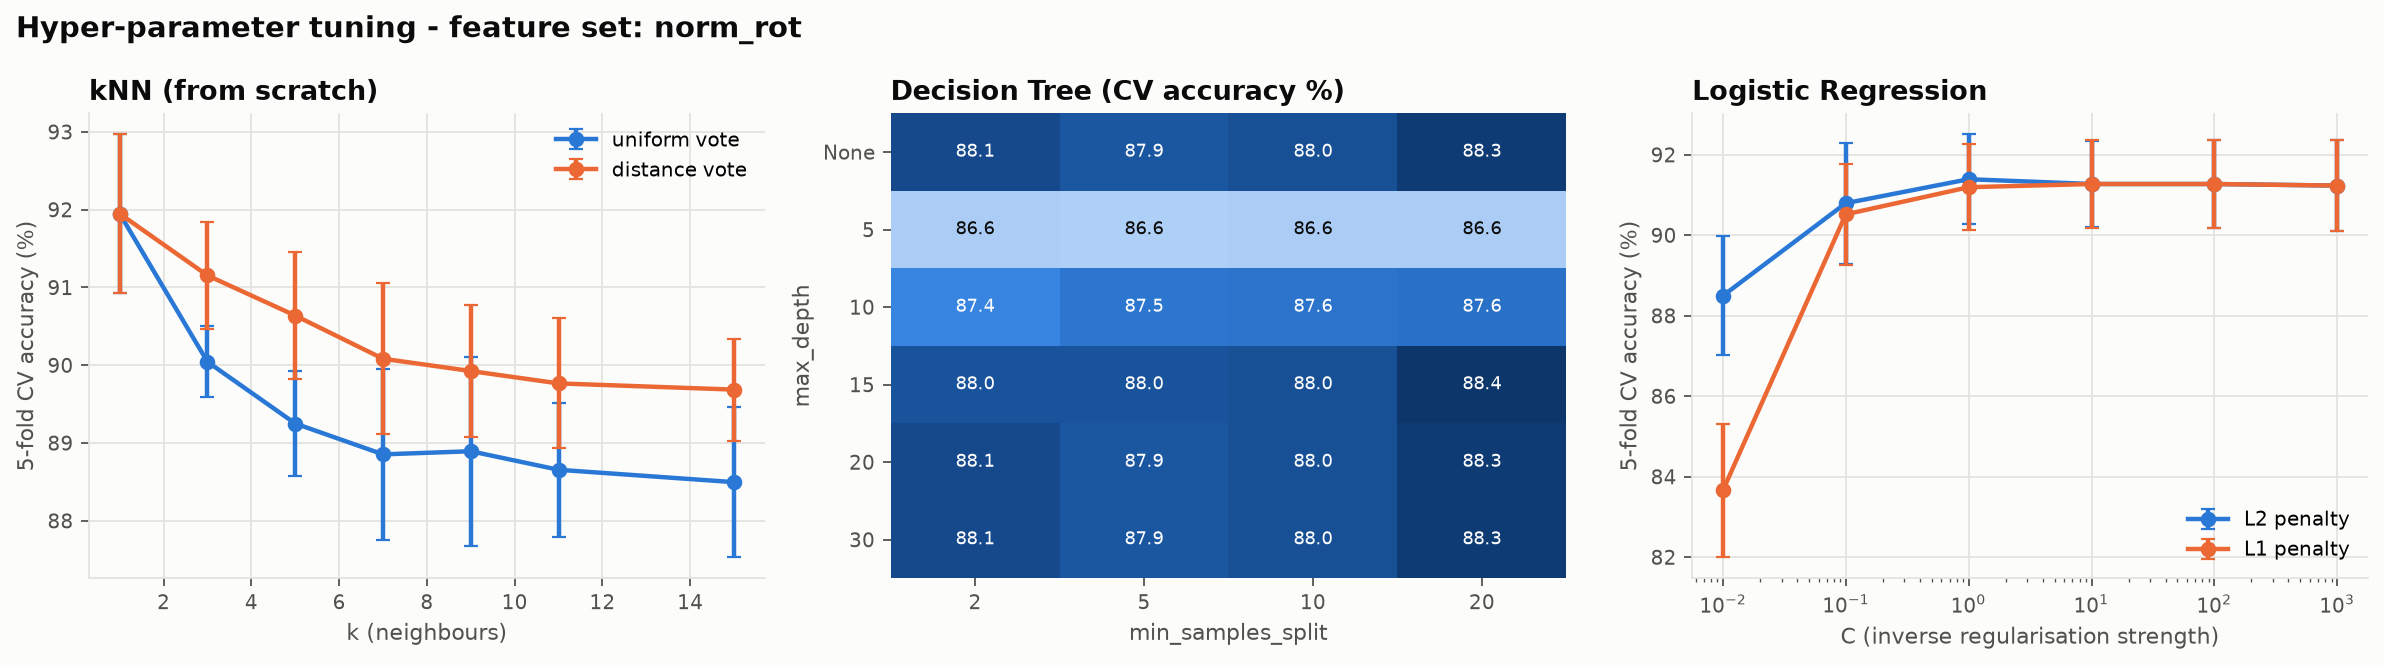 Hyper-parameter tuning - feature set: norm_rot
kNN (from scratch)
5-fold CV accuracy (%)
93
92
91
90
89
88
uniform vote
distance vote
2 4 6 8 10 12 14
k (neighbours)
Decision Tree (CV accuracy %)
max_depth
None 88.1 87.9 88.0 88.3
5 86.6 86.6 86.6 86.6
10 87.4 87.5 87.6 87.6
15 88.0 88.0 88.0 88.4
20 88.1 87.9 88.0 88.3
30 88.1 87.9 88.0 88.3
2 5 10 20
min_samples_split
Logistic Regression
5-fold CV accuracy (%)
92
90
88
86
84
82
L2 penalty
L1 penalty
10⁻² 10⁻¹ 10⁰ 10¹ 10² 10³
C (inverse regularisation strength)